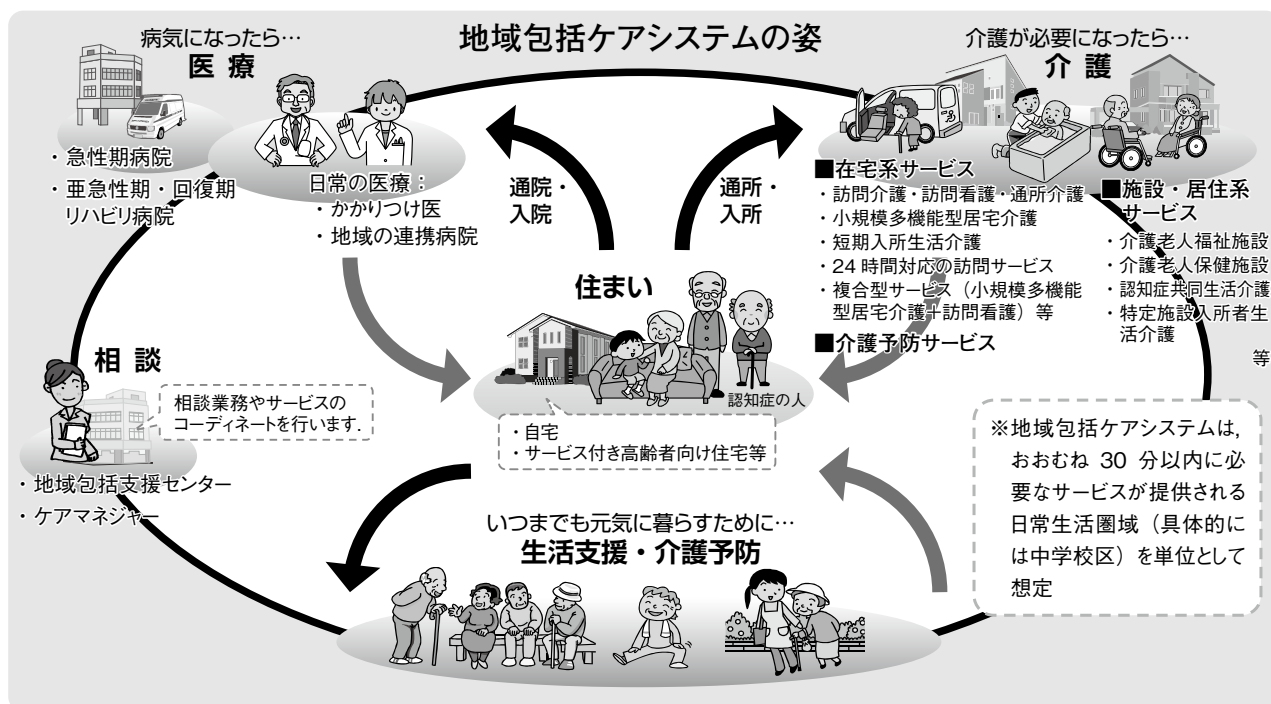 地域包括ケアシステムの姿
病気になったら…
医療
・急性期病院
・亜急性期・回復期
リハビリ病院
日常の医療：
・かかりつけ医
・地域の連携病院
通院・
入院
通所・
入所
介護が必要になったら…
介護
■在宅系サービス
・訪問介護・訪問看護・通所介護
・小規模多機能型居宅介護
・短期入所生活介護
・24時間対応の訪問サービス
・複合型サービス（小規模多機能
型居宅介護＋訪問看護）等
■介護予防サービス
■施設・居住系
サービス
・介護老人福祉施設
・介護老人保健施設
・認知症共同生活介護
・特定施設入所者生
活介護
等
住まい
認知症の人
・自宅
・サービス付き高齢者向け住宅等
相談
相談業務やサービスの
コーディネートを行います.
・地域包括支援センター
・ケアマネジャー
いつまでも元気に暮らすために…
生活支援・介護予防
※地域包括ケアシステムは,
おおむね 30 分以内に必
要なサービスが提供される
日常生活圏域（具体的に
は中学校区）を単位として
想定